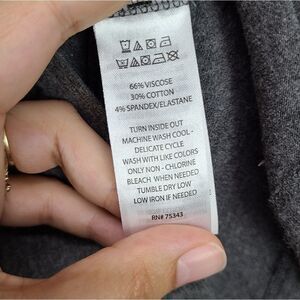 66% VISCOSE
30% COTTON
4% SPANDEX/ELASTANE
TURN INSIDE OUT
MACHINE WASH COOL -
DELICATE CYCLE
WASH WITH LIKE COLORS
ONLY NON - CHLORINE
BLEACH WHEN NEEDED
TUMBLE DRY LOW
LOW IRON IF NEEDED
RN# 75343